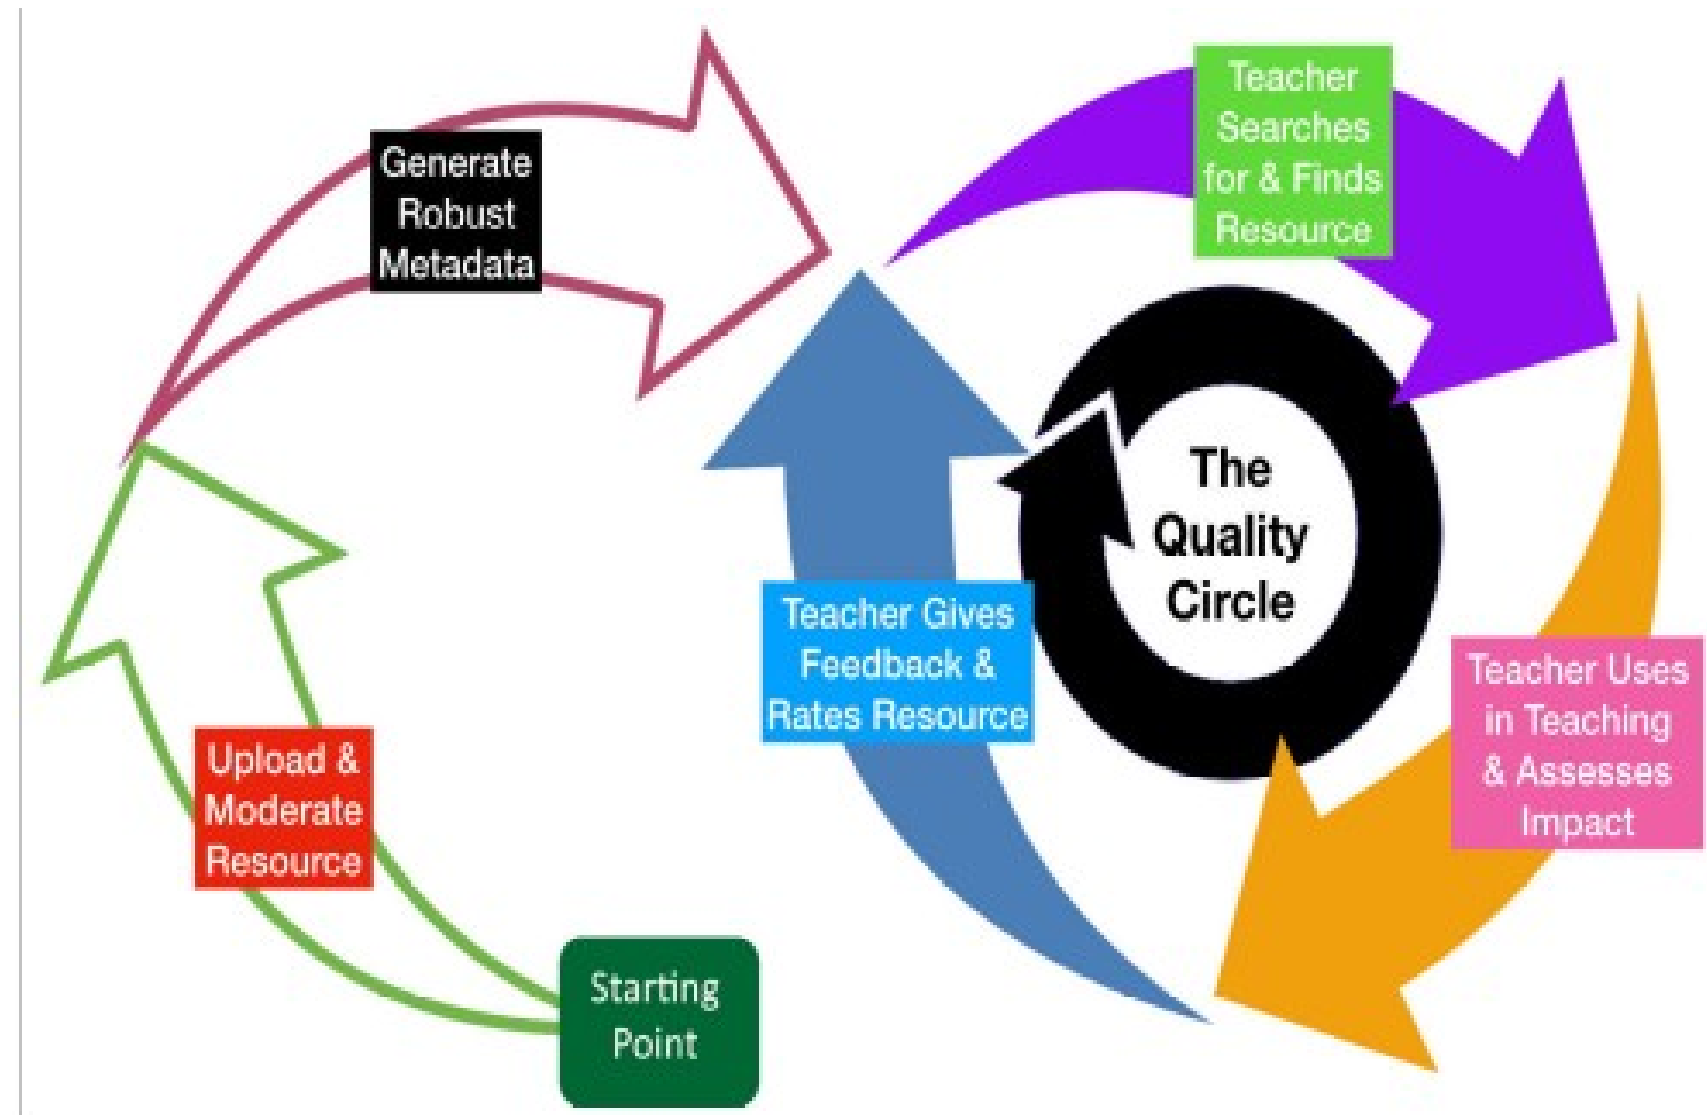 Starting
Point
Upload &
Moderate
Resource
Generate
Robust
Metadata
Teacher
Searches
for & Finds
Resource
Teacher Uses
in Teaching
& Assesses
Impact
Teacher Gives
Feedback &
Rates Resource
The
Quality
Circle